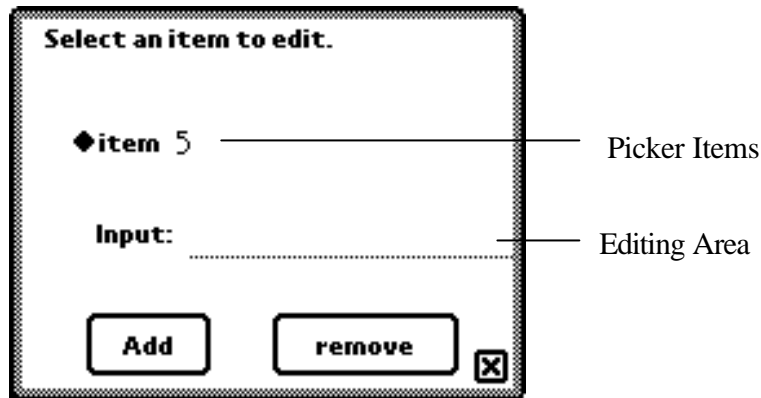 Select an item to edit.
◆item 5
Picker Items
Input:
Editing Area
Add
remove